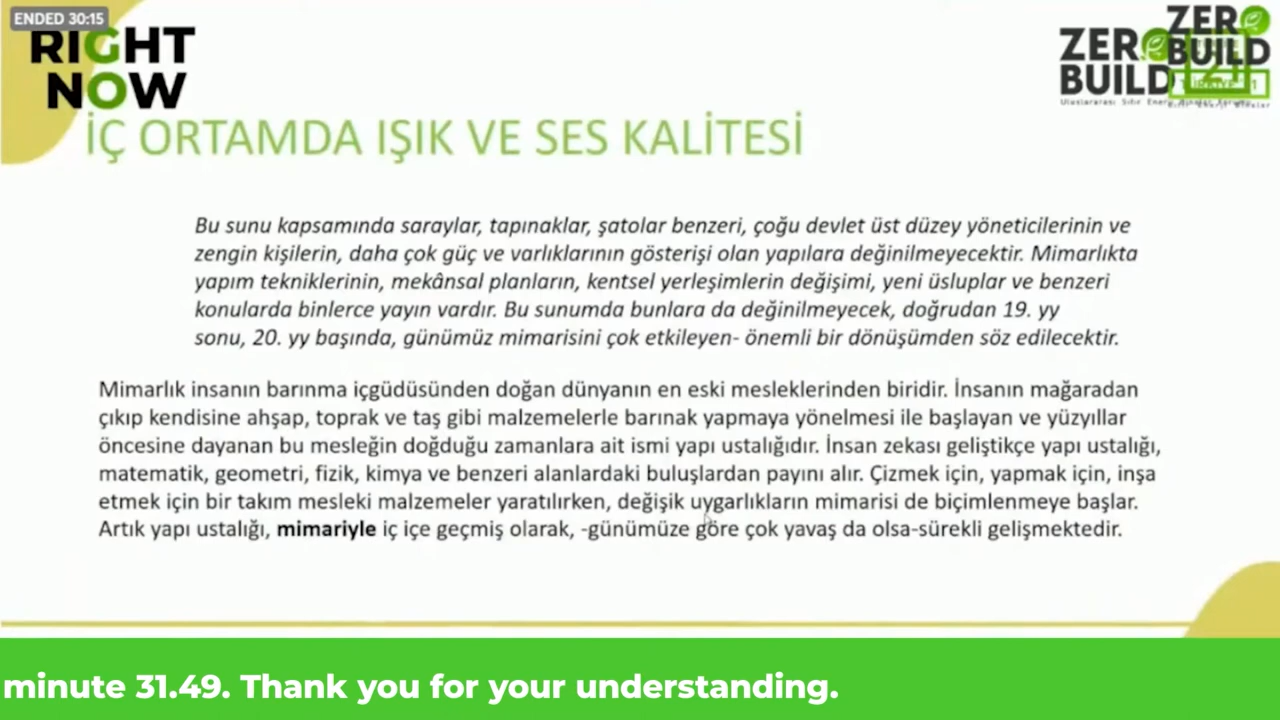 ENDED 30:15
RIGHT
NOW
ZERO
BUILD
Uluslararası Sıfır Enerji Binalar Forumu
ZERO
BUILD
İÇ ORTAMDA IŞIK VE SES KALİTESİ
Bu sunu kapsamında saraylar, tapınaklar, şatolar benzeri, çoğu devlet üst düzey yöneticilerinin ve
zengin kişilerin, daha çok güç ve varlıklarının gösterişi olan yapılara değinilmeyecektir. Mimarlıkta
yapım tekniklerinin, mekânsal planların, kentsel yerleşimlerin değişimi, yeni üsluplar ve benzeri
konularda binlerce yayın vardır. Bu sunumda bunlara da değinilmeyecek, doğrudan 19. yy
sonu, 20. yy başında, günümüz mimarisini çok etkileyen- önemli bir dönüşümden söz edilecektir.
Mimarlık insanın barınma içgüdüsünden doğan dünyanın en eski mesleklerinden biridir. İnsanın mağaradan
çıkıp kendisine ahşap, toprak ve taş gibi malzemelerle barınak yapmaya yönelmesi ile başlayan ve yüzyıllar
öncesine dayanan bu mesleğin doğduğu zamanlara ait ismi yapı ustalığıdır. İnsan zekası geliştikçe yapı ustalığı,
matematik, geometri, fizik, kimya ve benzeri alanlardaki buluşlardan payını alır. Çizmek için, yapmak için, inşa
etmek için bir takım mesleki malzemeler yaratılırken, değişik uygarlıkların mimarisi de biçimlenmeye başlar.
Artık yapı ustalığı, mimariyle iç içe geçmiş olarak, -günümüze göre çok yavaş da olsa-sürekli gelişmektedir.
minute 31.49. Thank you for your understanding.